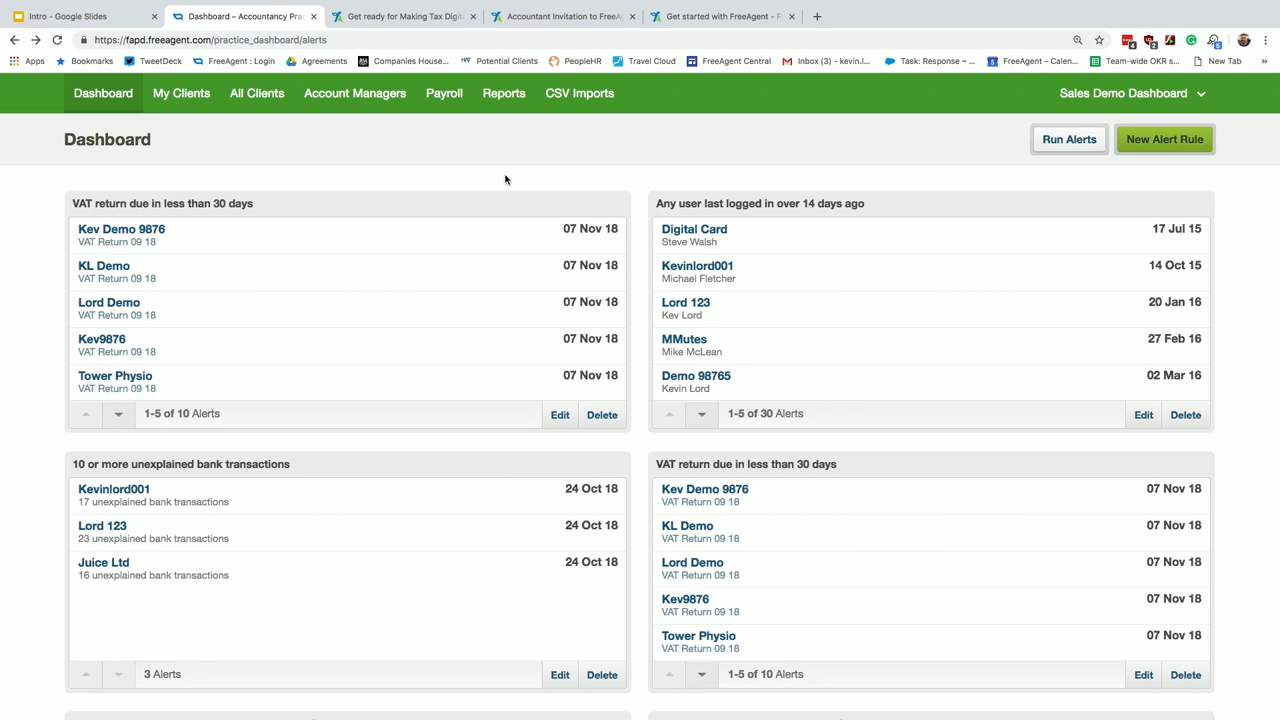 Intro - Google Slides
Dashboard – Accountancy Prac
Get ready for Making Tax Digit
Accountant Invitation to FreeAg
Get started with FreeAgent - F
https://fapd.freeagent.com/practice_dashboard/alerts
Apps Bookmarks TweetDeck FreeAgent : Login Agreements Companies House... Potential Clients PeopleHR Travel Cloud FreeAgent Central Inbox (3) - kevin.l... Task: Response ~... FreeAgent – Calen... Team-wide OKR s... New Tab »
Dashboard My Clients All Clients Account Managers Payroll Reports CSV Imports Sales Demo Dashboard
Dashboard
Run Alerts
New Alert Rule
VAT return due in less than 30 days
Kev Demo 9876 07 Nov 18
VAT Return 09 18
KL Demo 07 Nov 18
VAT Return 09 18
Lord Demo 07 Nov 18
VAT Return 09 18
Kev9876 07 Nov 18
VAT Return 09 18
Tower Physio 07 Nov 18
VAT Return 09 18
1-5 of 10 Alerts Edit Delete
Any user last logged in over 14 days ago
Digital Card 17 Jul 15
Steve Walsh
Kevinlord001 14 Oct 15
Michael Fletcher
Lord 123 20 Jan 16
Kev Lord
MMutes 27 Feb 16
Mike McLean
Demo 98765 02 Mar 16
Kevin Lord
1-5 of 30 Alerts Edit Delete
10 or more unexplained bank transactions
Kevinlord001 24 Oct 18
17 unexplained bank transactions
Lord 123 24 Oct 18
23 unexplained bank transactions
Juice Ltd 24 Oct 18
16 unexplained bank transactions
3 Alerts Edit Delete
VAT return due in less than 30 days
Kev Demo 9876 07 Nov 18
VAT Return 09 18
KL Demo 07 Nov 18
VAT Return 09 18
Lord Demo 07 Nov 18
VAT Return 09 18
Kev9876 07 Nov 18
VAT Return 09 18
Tower Physio 07 Nov 18
VAT Return 09 18
1-5 of 10 Alerts Edit Delete